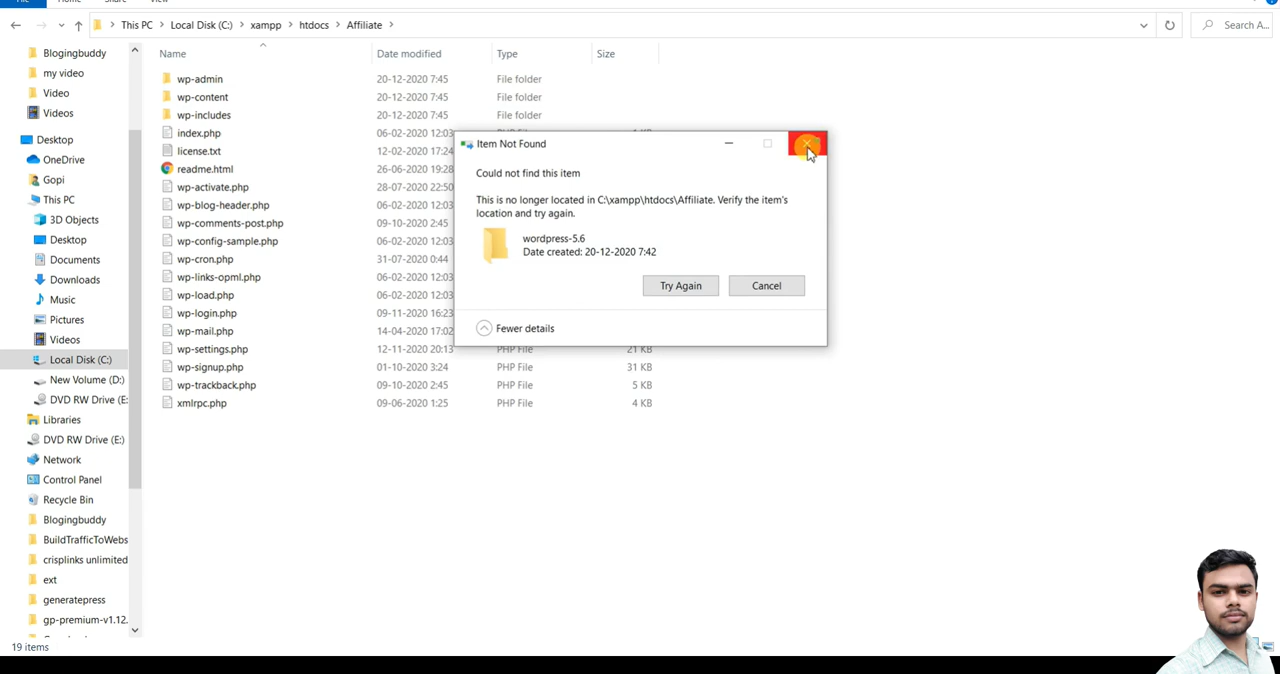 File
Home
Share
View
This PC > Local Disk (C:) > xampp > htdocs > Affiliate >
Search A...
Blogingbuddy
my video
Video
Videos
Desktop
OneDrive
Gopi
This PC
3D Objects
Desktop
Documents
Downloads
Music
Pictures
Videos
Local Disk (C:)
New Volume (D:)
DVD RW Drive (E:
Libraries
DVD RW Drive (E:)
Network
Control Panel
Recycle Bin
Blogingbuddy
BuildTrafficToWebs
crisplinks unlimited
ext
generatepress
gp-premium-v1.12.
19 items
Name Date modified Type Size
wp-admin 20-12-2020 7:45 File folder
wp-content 20-12-2020 7:45 File folder
wp-includes 20-12-2020 7:45 File folder
index.php 06-02-2020 12:03
license.txt 12-02-2020 17:24
readme.html 26-06-2020 19:28
wp-activate.php 28-07-2020 22:50
wp-blog-header.php 06-02-2020 12:03
wp-comments-post.php 09-10-2020 2:45
wp-config-sample.php 06-02-2020 12:03
wp-cron.php 31-07-2020 0:44
wp-links-opml.php 06-02-2020 12:03
wp-load.php 06-02-2020 12:03
wp-login.php 09-11-2020 16:23
wp-mail.php 14-04-2020 17:02
wp-settings.php 12-11-2020 20:13 PHP File 21 KB
wp-signup.php 01-10-2020 3:24 PHP File 31 KB
wp-trackback.php 09-10-2020 2:45 PHP File 5 KB
xmlrpc.php 09-06-2020 1:25 PHP File 4 KB
Item Not Found
Could not find this item
This is no longer located in C:\xampp\htdocs\Affiliate. Verify the item's
location and try again.
wordpress-5.6
Date created: 20-12-2020 7:42
Try Again
Cancel
Fewer details